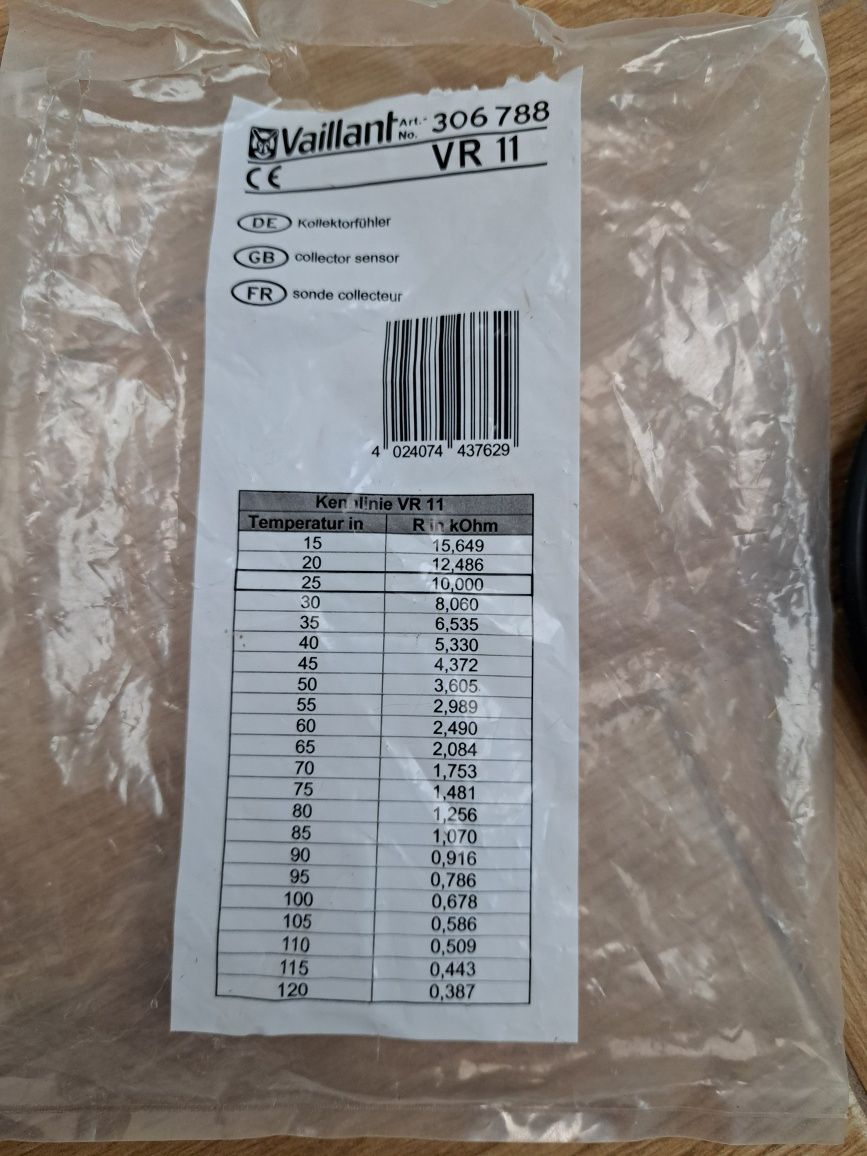 Vaillant Art.- No. 306 788
VR 11
CE
DE Kollektorfühler
GB collector sensor
FR sonde collecteur
4 024074 437629
Kennlinie VR 11
Temperatur in R in kOhm
15 15,649
20 12,486
25 10,000
30 8,060
35 6,535
40 5,330
45 4,372
50 3,605
55 2,989
60 2,490
65 2,084
70 1,753
75 1,481
80 1,256
85 1,070
90 0,916
95 0,786
100 0,678
105 0,586
110 0,509
115 0,443
120 0,387